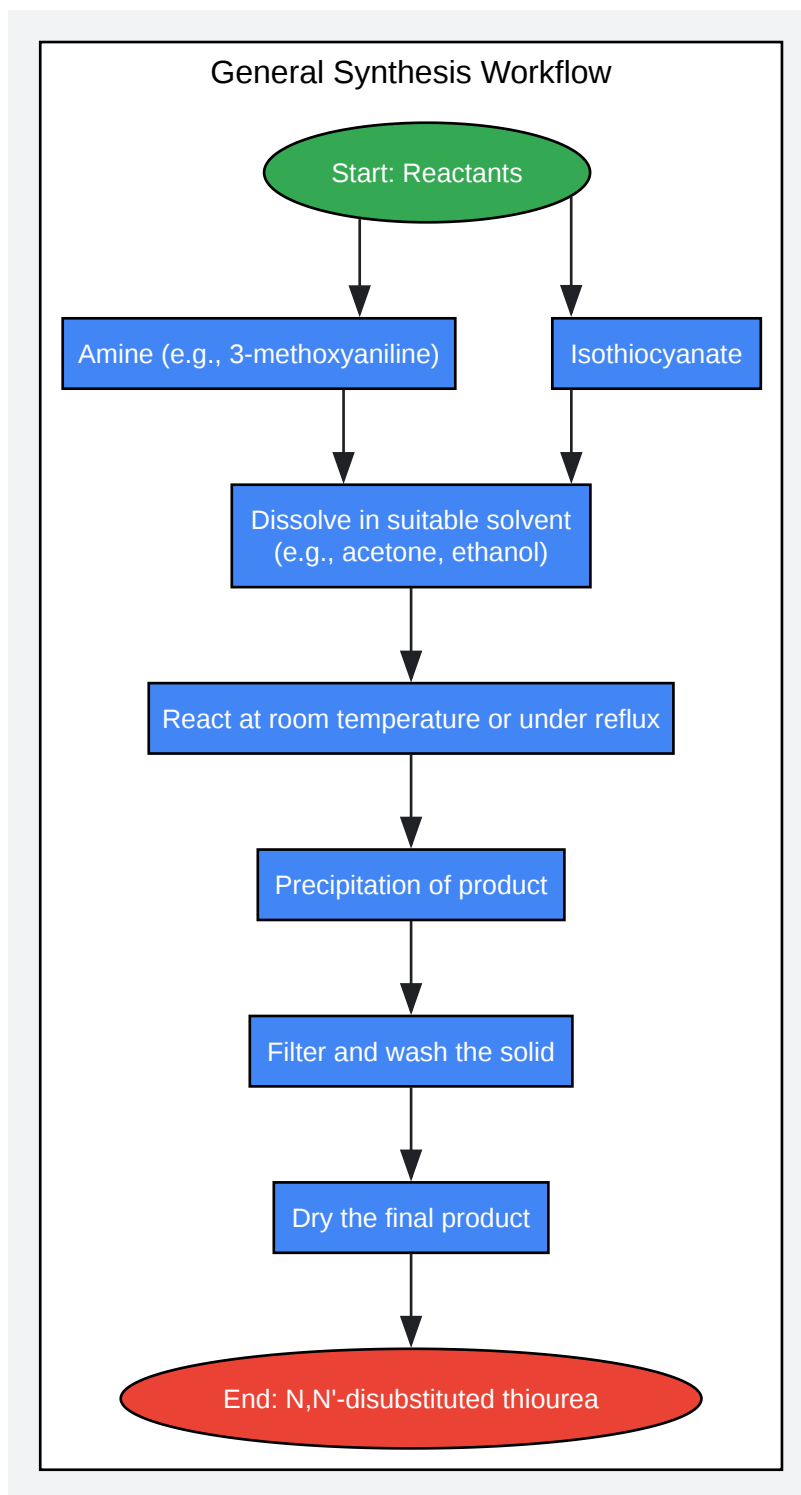 General Synthesis Workflow
Start: Reactants
Amine (e.g., 3-methoxyaniline)
Isothiocyanate
Dissolve in suitable solvent
(e.g., acetone, ethanol)
React at room temperature or under reflux
Precipitation of product
Filter and wash the solid
Dry the final product
End: N,N'-disubstituted thiourea